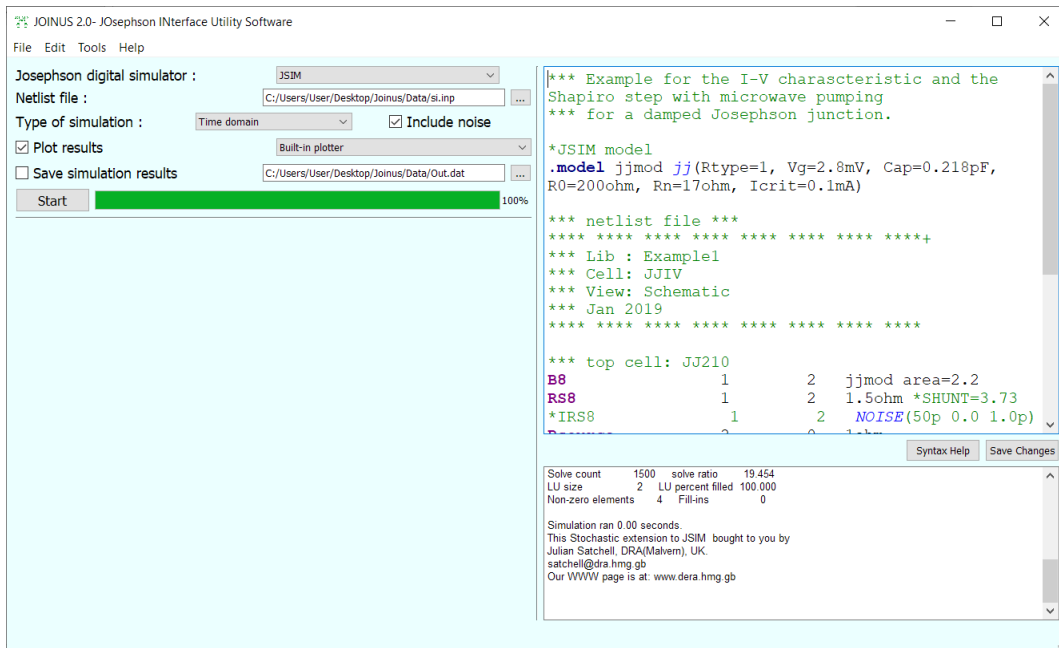 JOINUS 2.0- JOsephson INterface Utility Software
File Edit Tools Help
Josephson digital simulator : JSIM
Netlist file : C:/Users/User/Desktop/Joinus/Data/si.inp ...
Type of simulation : Time domain Include noise
Plot results Built-in plotter
Save simulation results C:/Users/User/Desktop/Joinus/Data/Out.dat ...
Start 100%
*** Example for the I-V charascteristic and the
Shapiro step with microwave pumping
*** for a damped Josephson junction.
*JSIM model
.model jjmod jj(Rtype=1, Vg=2.8mV, Cap=0.218pF,
R0=200ohm, Rn=17ohm, Icrit=0.1mA)
*** netlist file ***
**** **** **** **** **** **** **** ****+
*** Lib : Example1
*** Cell: JJIV
*** View: Schematic
*** Jan 2019
**** **** **** **** **** **** **** ****
*** top cell: JJ210
B8 1 2 jjmod area=2.2
RS8 1 2 1.5ohm *SHUNT=3.73
*IRS8 1 2 NOISE(50p 0.0 1.0p)
Syntax Help Save Changes
Solve count 1500 solve ratio 19.454
LU size 2 LU percent filled 100.000
Non-zero elements 4 Fill-ins 0
Simulation ran 0.00 seconds.
This Stochastic extension to JSIM bought to you by
Julian Satchell, DRA(Malvern), UK.
satchell@dra.hmg.gb
Our WWW page is at: www.dera.hmg.gb